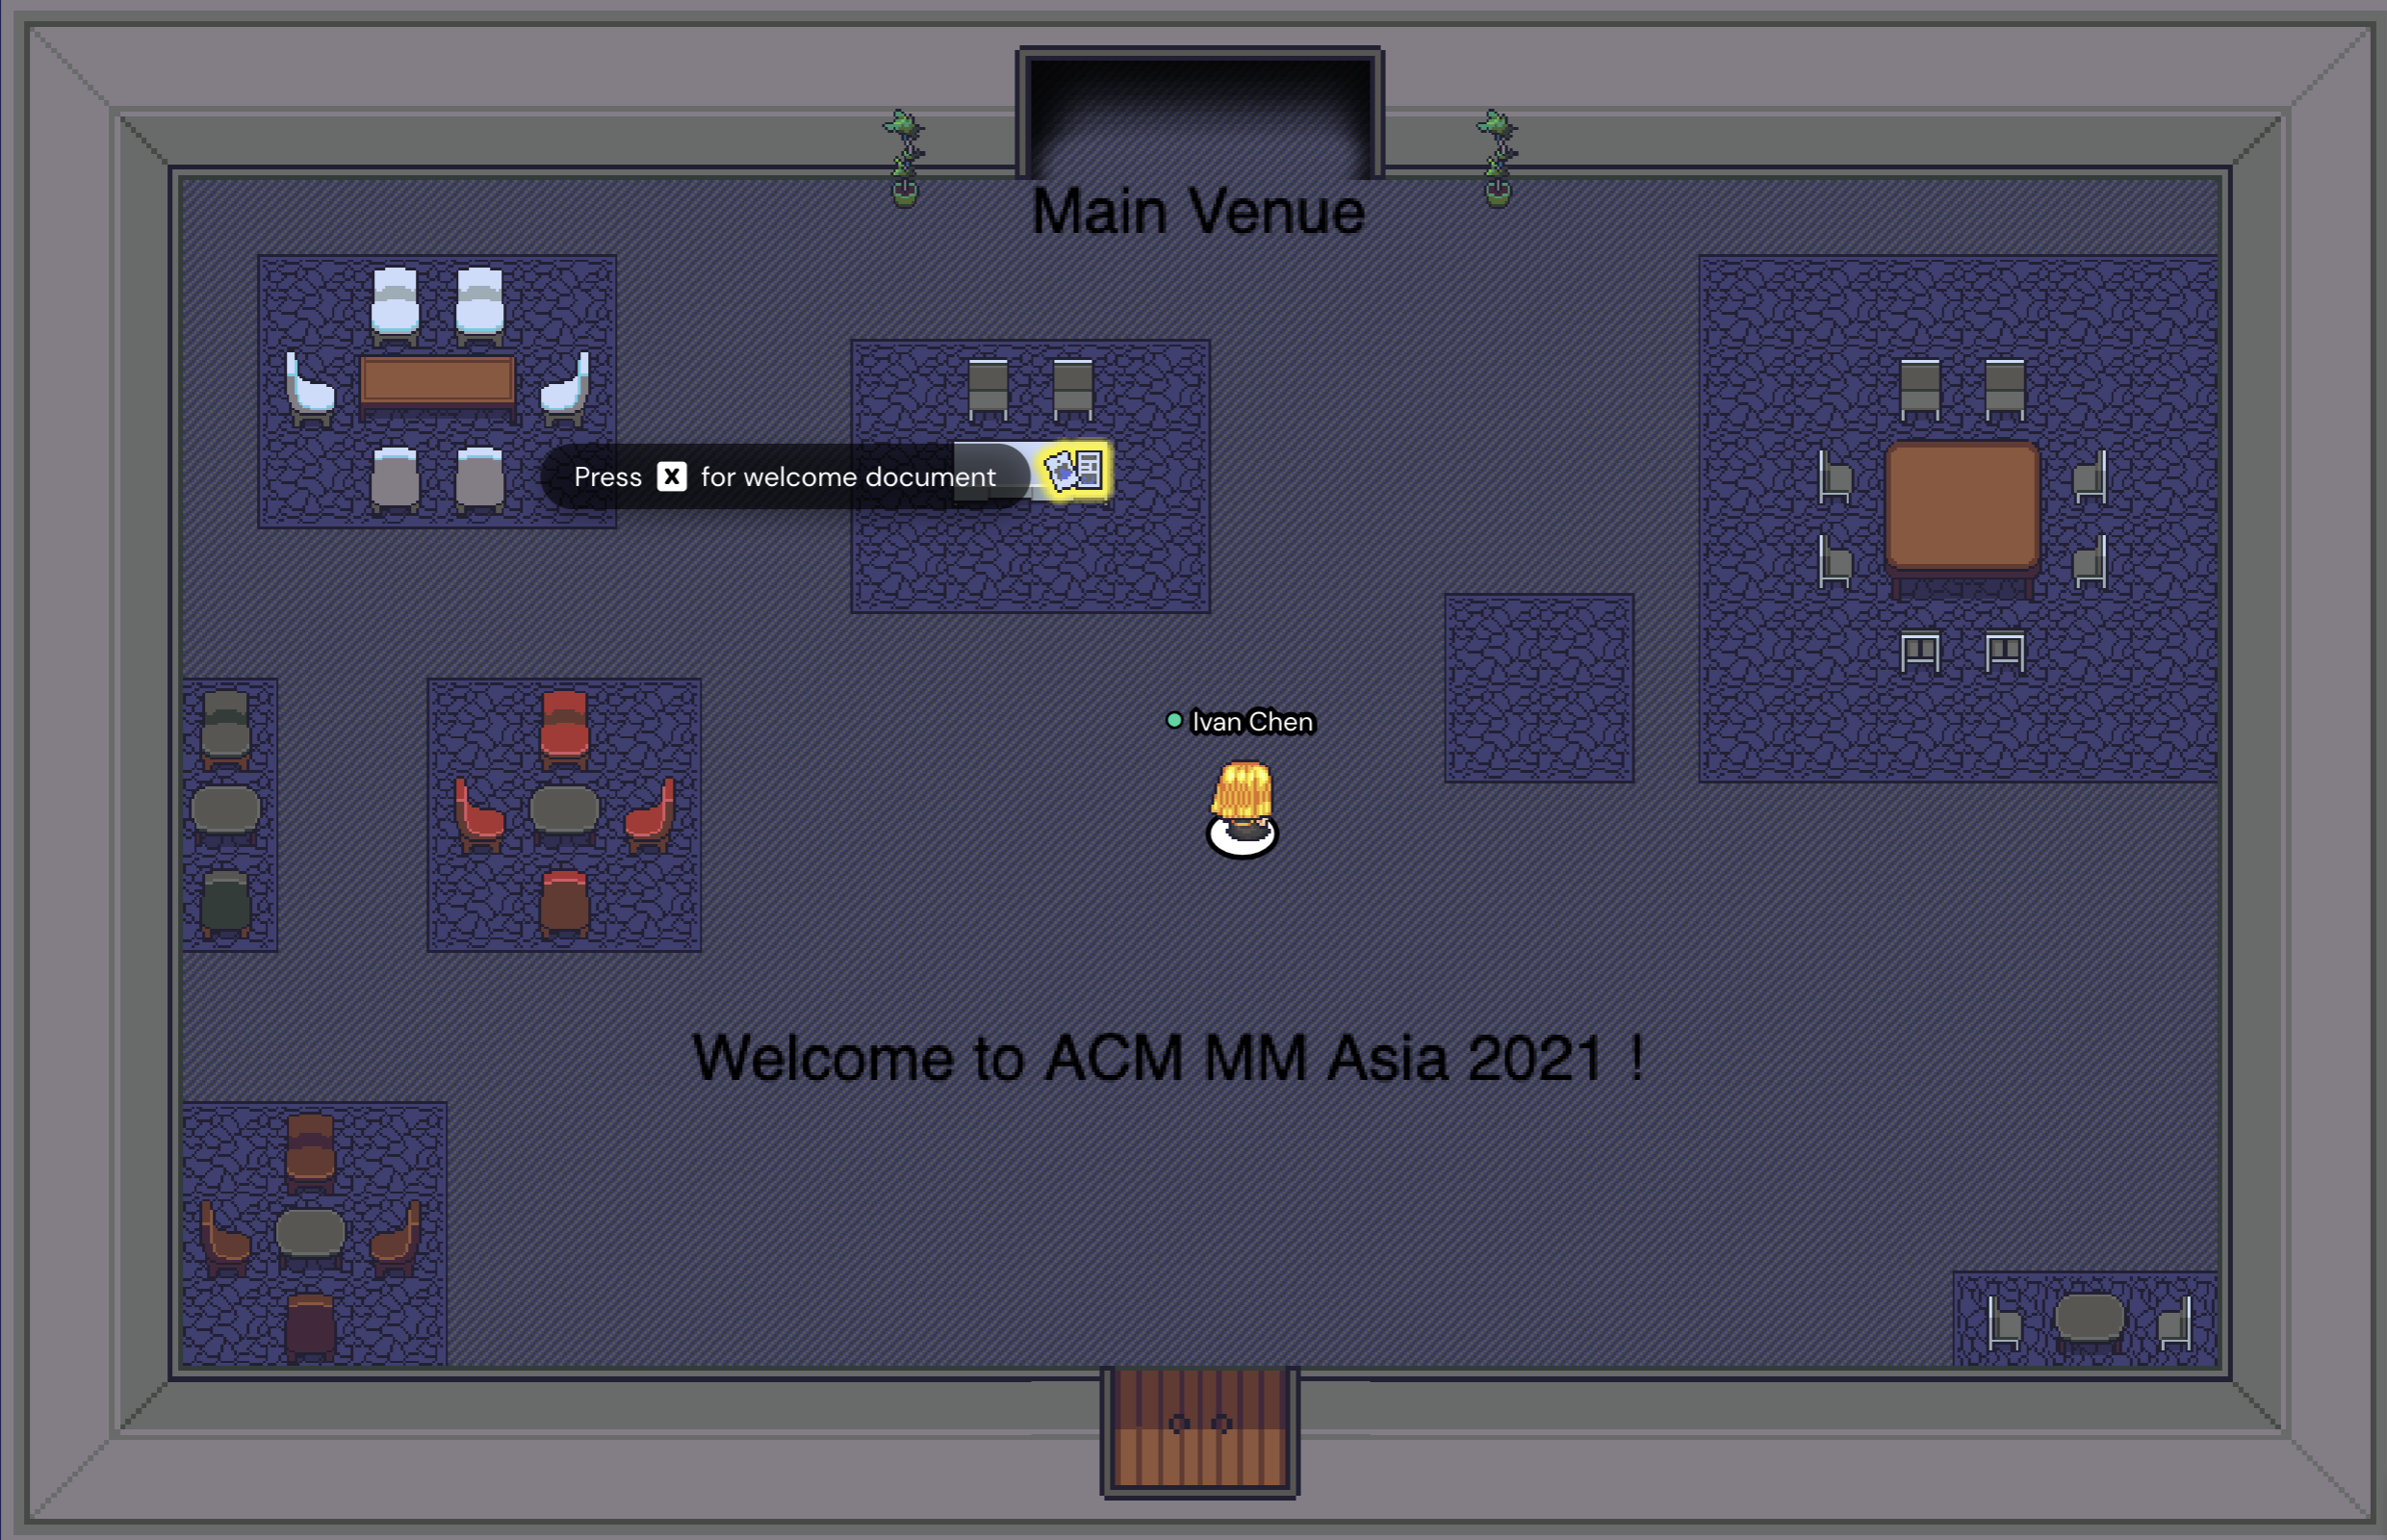 Main Venue
Press X for welcome document
Ivan Chen
Welcome to ACM MM Asia 2021 !